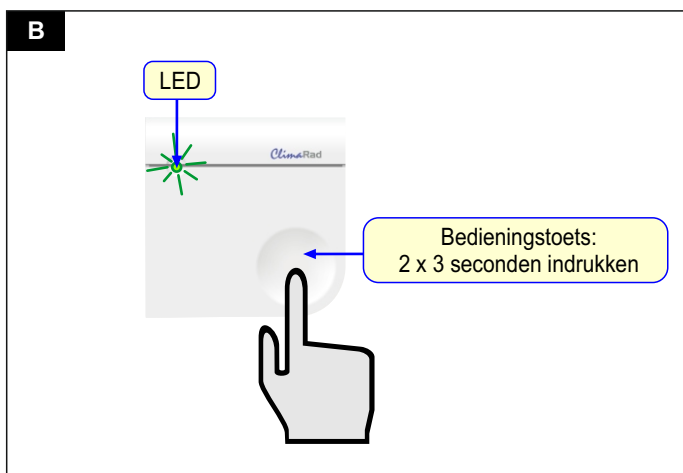 B
LED
ClimaRad
Bedieningstoets:
2 x 3 seconden indrukken